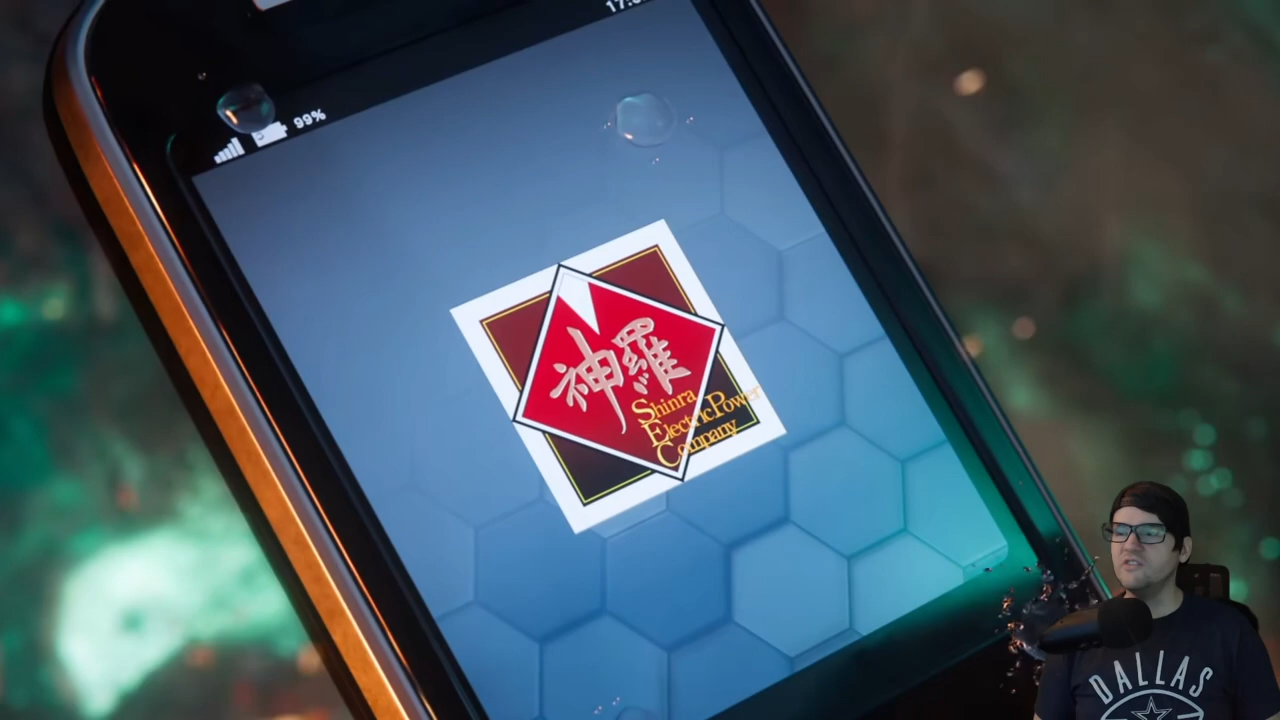 99%
神羅
Shinra
Electric Power
Company
DALLAS